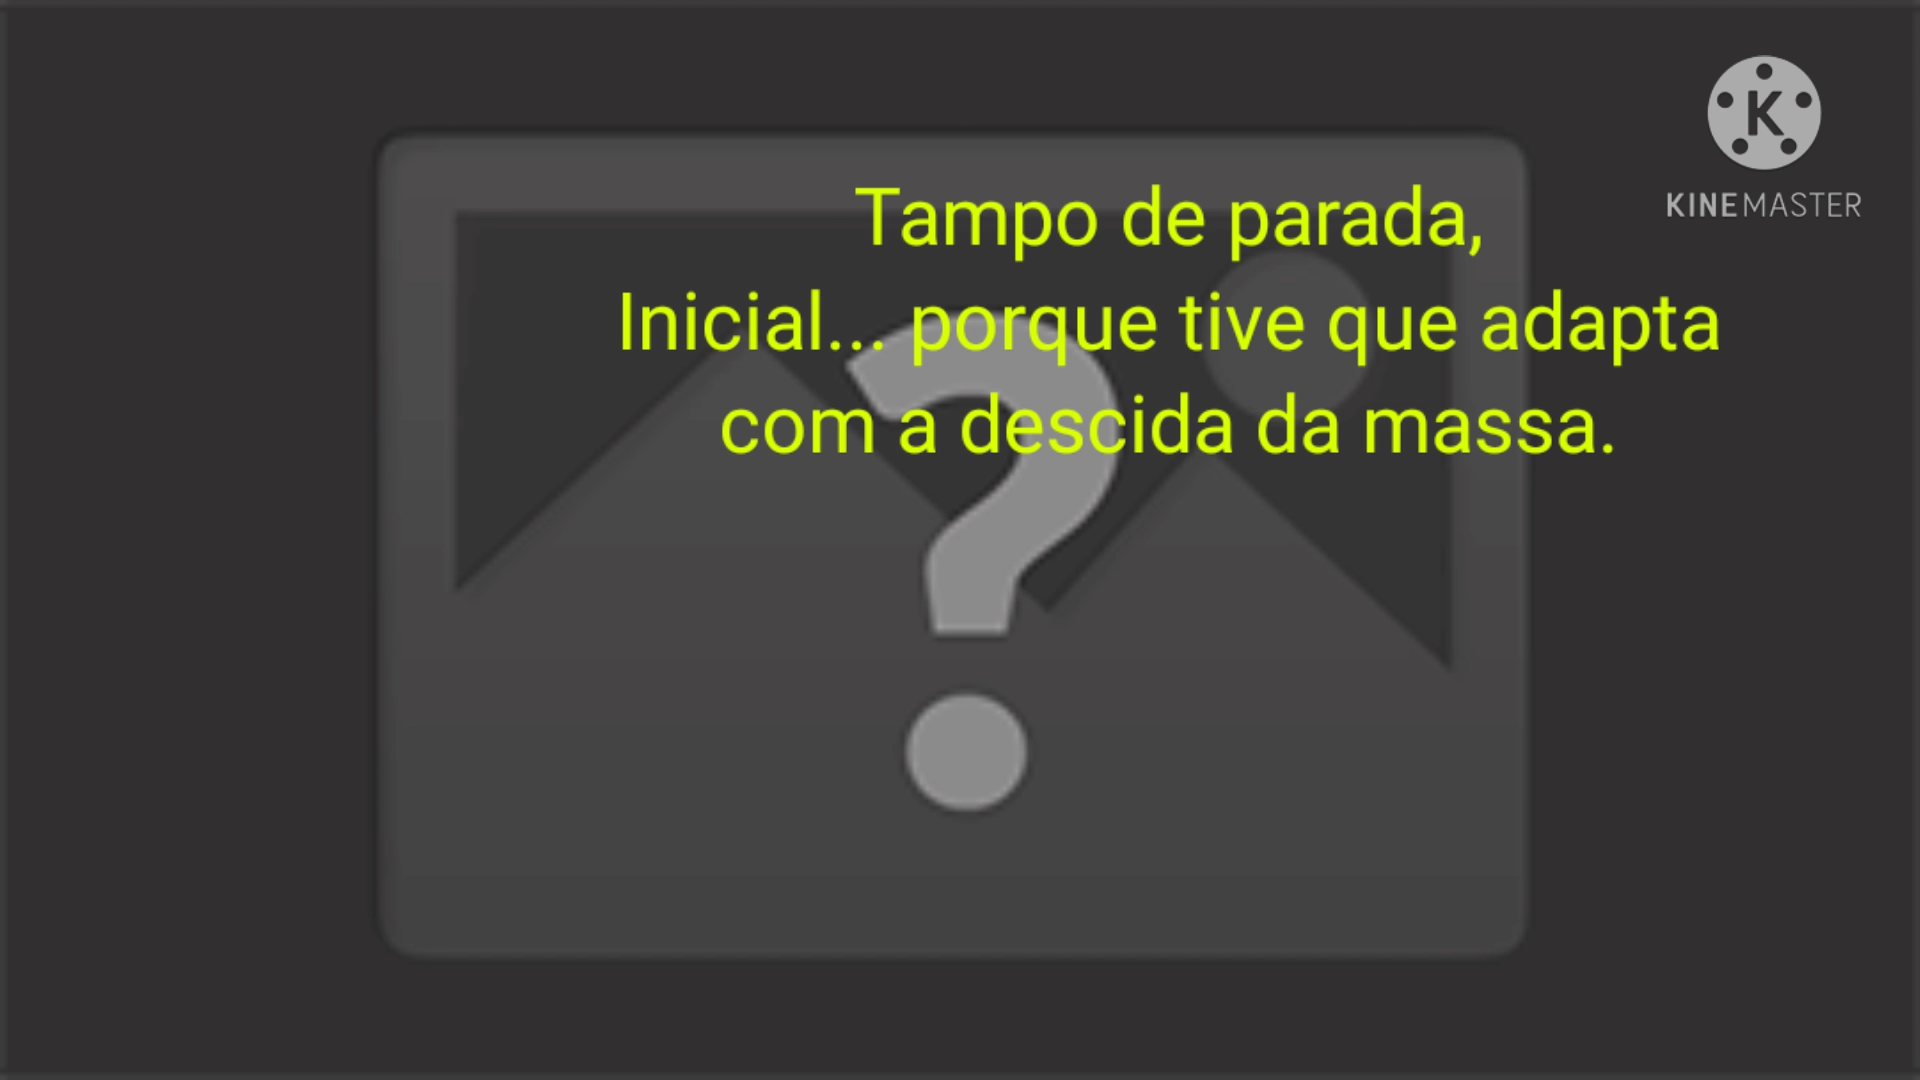 K
KINEMASTER
Tampo de parada,
Inicial... porque tive que adapta
com a descida da massa.